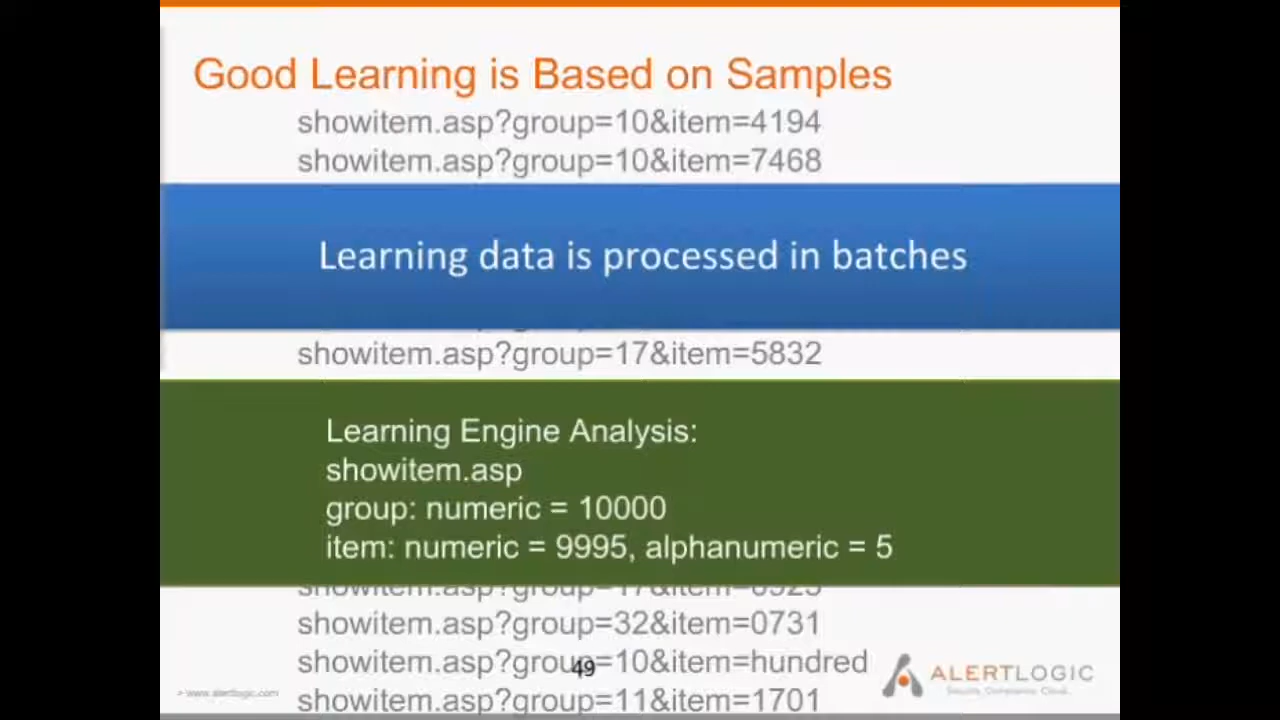 Good Learning is Based on Samples
showitem.asp?group=10&item=4194
showitem.asp?group=10&item=7468
Learning data is processed in batches
showitem.asp?group=17&item=5832
Learning Engine Analysis:
showitem.asp
group: numeric = 10000
item: numeric = 9995, alphanumeric = 5
showitem.asp?group=32&item=0731
showitem.asp?group=10&item=hundred
49
ALERTLOGIC
Security. Compliance. Cloud.
> www.alertlogic.com
showitem.asp?group=11&item=1701